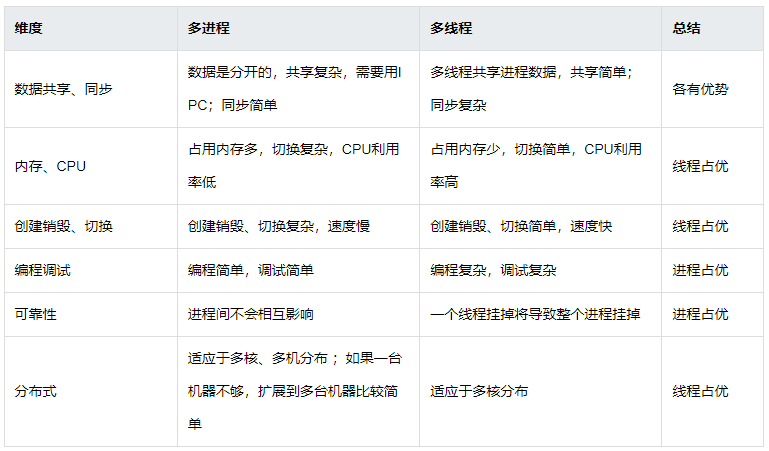 维度 多进程 多线程 总结
数据共享、同步
数据是分开的，共享复杂，需要用I
PC；同步简单
多线程共享进程数据，共享简单；
同步复杂
各有优势
内存、CPU
占用内存多，切换复杂，CPU利用
率低
占用内存少，切换简单，CPU利用
率高
线程占优
创建销毁、切换 创建销毁、切换复杂，速度慢 创建销毁、切换简单，速度快 线程占优
编程调试 编程简单，调试简单 编程复杂，调试复杂 进程占优
可靠性 进程间不会相互影响 一个线程挂掉将导致整个进程挂掉 进程占优
分布式
适应于多核、多机分布 ；如果一台
机器不够，扩展到多台机器比较简
单
适应于多核分布
线程占优